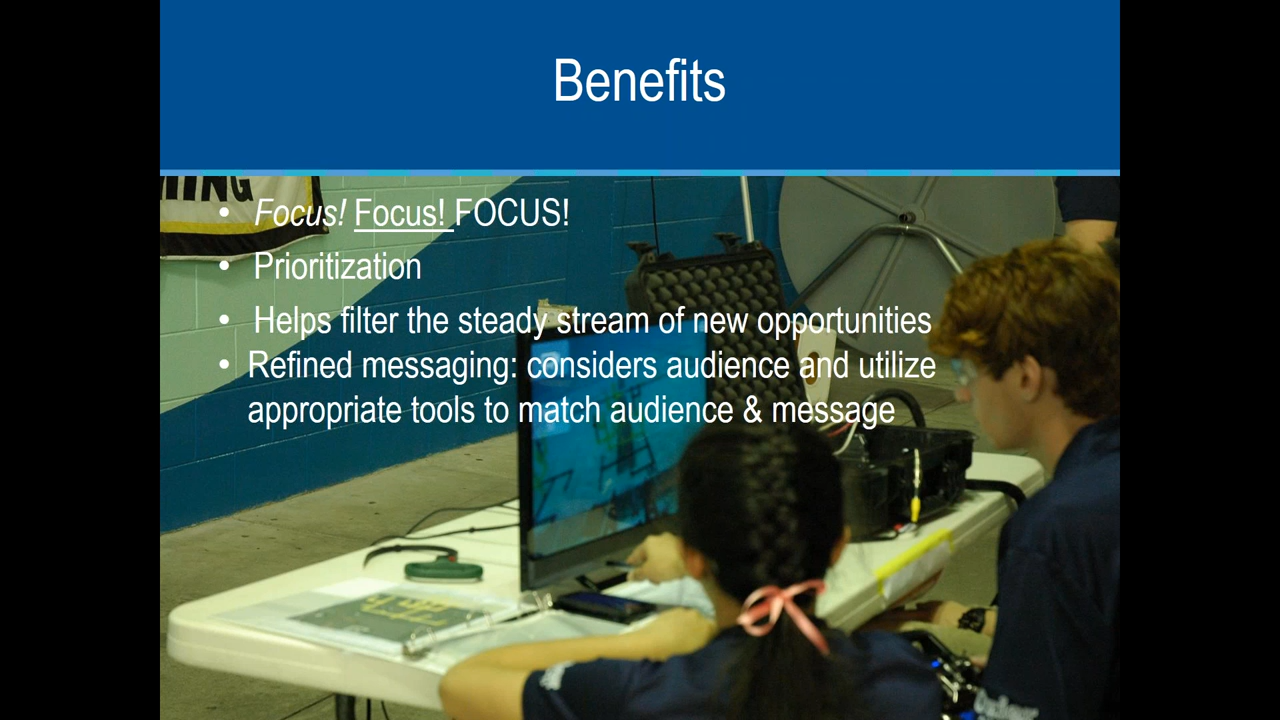 Benefits
• Focus! Focus! FOCUS!
• Prioritization
• Helps filter the steady stream of new opportunities
• Refined messaging: considers audience and utilize
appropriate tools to match audience & message